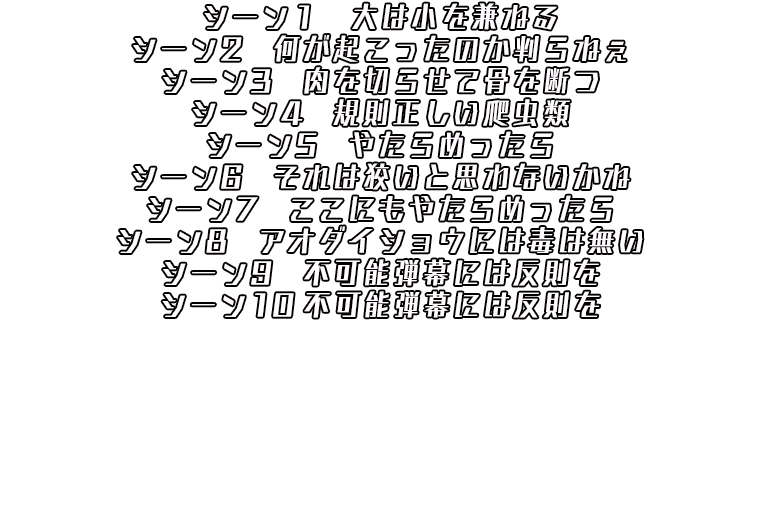 シーン1　大は小を兼ねる
シーン2　何が起こったのか判らねぇ
シーン3　肉を切らせて骨を断つ
シーン4　規則正しい爬虫類
シーン5　やたらめったら
シーン6　それは狡いと思わないかね
シーン7　ここにもやたらめったら
シーン8　アオダイショウには毒は無い
シーン9　不可能弾幕には反則を
シーン10 不可能弾幕には反則を